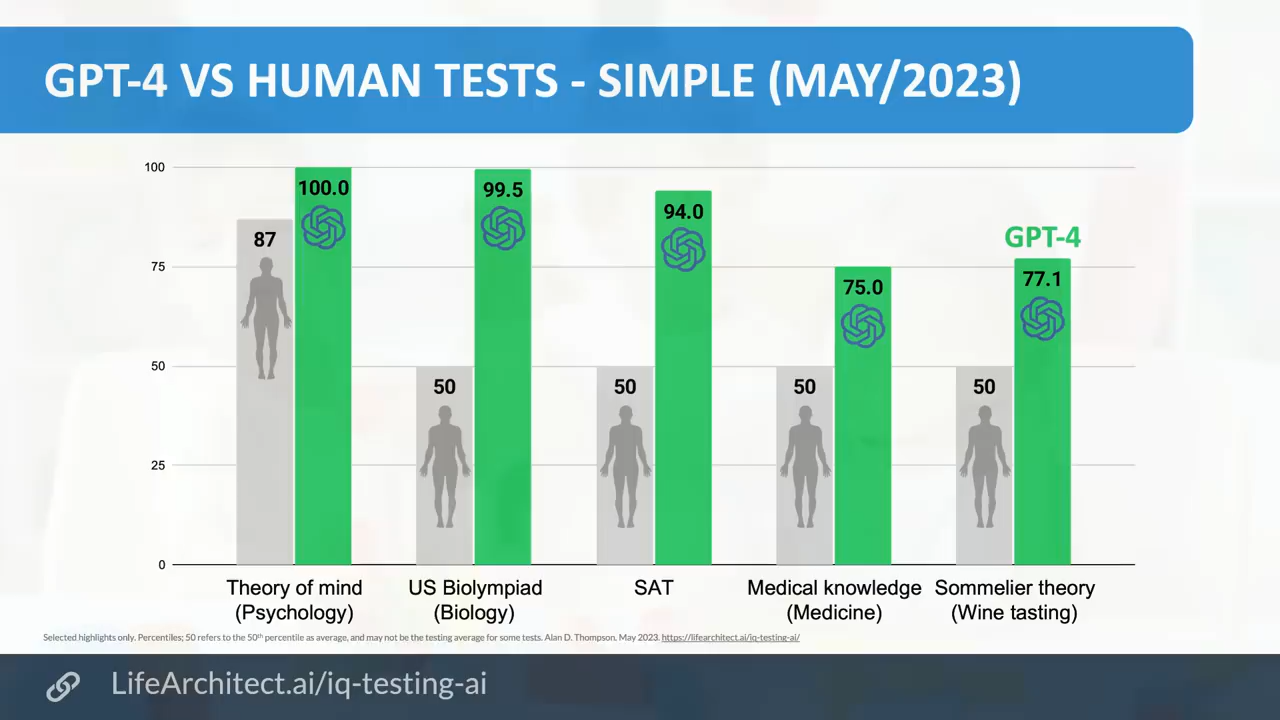 GPT-4 VS HUMAN TESTS - SIMPLE (MAY/2023)
100
75
50
25
0
87
100.0
50
99.5
50
94.0
50
75.0
50
77.1
GPT-4
Theory of mind
(Psychology)
US Biolympiad
(Biology)
SAT
Medical knowledge
(Medicine)
Sommelier theory
(Wine tasting)
Selected highlights only. Percentiles; 50 refers to the 50th percentile as average, and may not be the testing average for some tests. Alan D. Thompson. May 2023. https://lifearchitect.ai/iq-testing-ai/
LifeArchitect.ai/iq-testing-ai